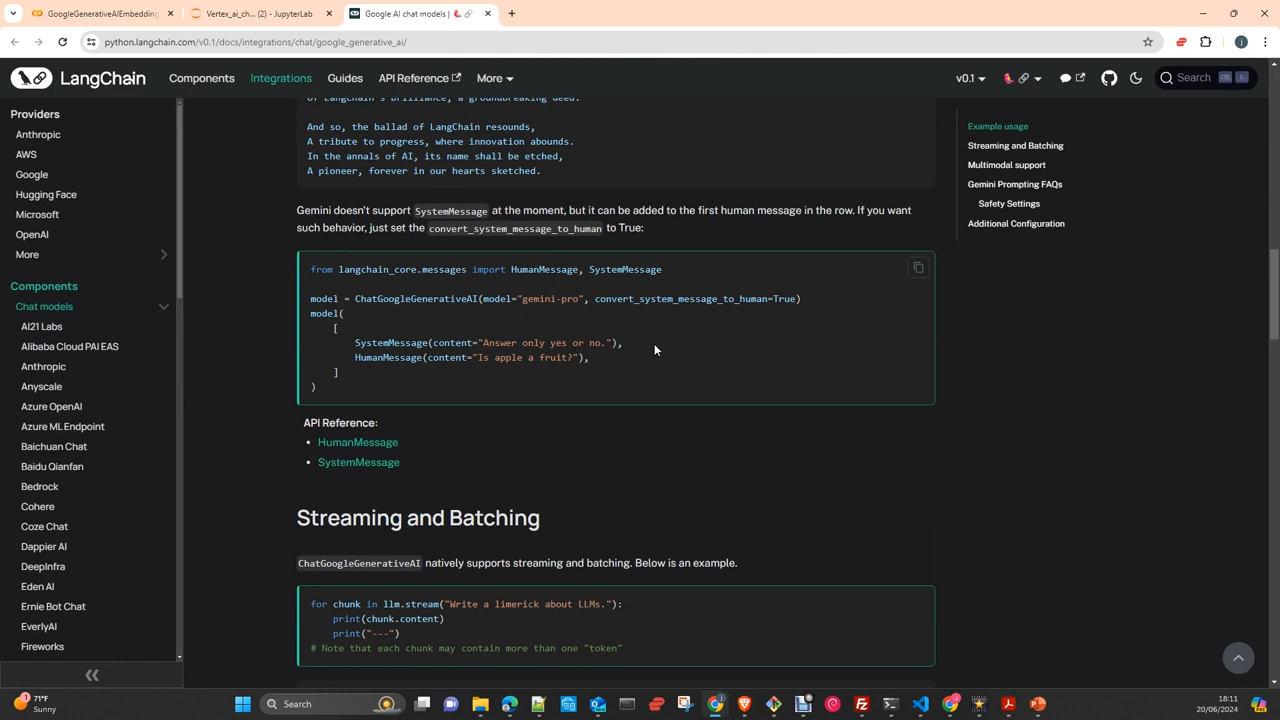 GoogleGenerativeAIEmbedding
Vertex_ai_ch... (2) - JupyterLab
Google AI chat models |
python.langchain.com/v0.1/docs/integrations/chat/google_generative_ai/
LangChain
Components
Integrations
Guides
API Reference
More
v0.1
Search
Providers
Anthropic
AWS
Google
Hugging Face
Microsoft
OpenAI
More
Components
Chat models
AI21 Labs
Alibaba Cloud PAI EAS
Anthropic
Anyscale
Azure OpenAI
Azure ML Endpoint
Baichuan Chat
Baidu Qianfan
Bedrock
Cohere
Coze Chat
Dappier AI
DeepInfra
Eden AI
Ernie Bot Chat
EverlyAI
Fireworks
Of LangChain's brilliance, a groundbreaking deed.
And so, the ballad of LangChain resounds,
A tribute to progress, where innovation abounds.
In the annals of AI, its name shall be etched,
A pioneer, forever in our hearts sketched.
Gemini doesn't support SystemMessage at the moment, but it can be added to the first human message in the row. If you want
such behavior, just set the convert_system_message_to_human to True:
from langchain_core.messages import HumanMessage, SystemMessage
model = ChatGoogleGenerativeAI(model="gemini-pro", convert_system_message_to_human=True)
model(
[
SystemMessage(content="Answer only yes or no."),
HumanMessage(content="Is apple a fruit?"),
]
)
API Reference:
HumanMessage
SystemMessage
Streaming and Batching
ChatGoogleGenerativeAI natively supports streaming and batching. Below is an example.
for chunk in llm.stream("Write a limerick about LLMs."):
print(chunk.content)
print("---")
# Note that each chunk may contain more than one "token"
Example usage
Streaming and Batching
Multimodal support
Gemini Prompting FAQs
Safety Settings
Additional Configuration
71°F
Sunny
Search
18:11
20/06/2024